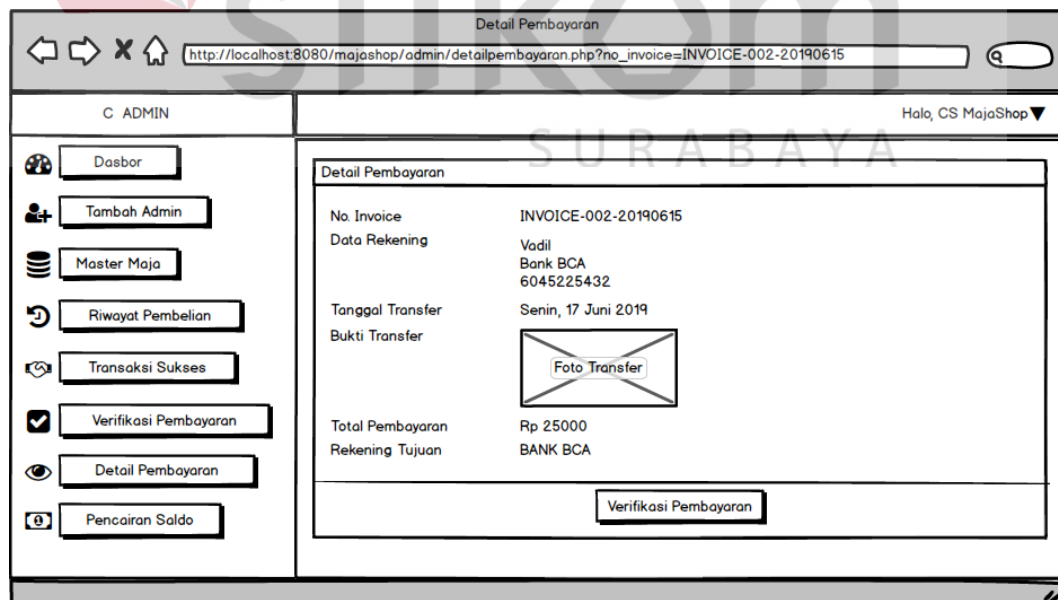 stikom
SURABAYA
Detail Pembayaran
http://localhost:8080/majashop/admin/detailpembayaran.php?no_invoice=INVOICE-002-20190615
C ADMIN
Halo, CS MajaShop
Dasbor
Tambah Admin
Master Maja
Riwayat Pembelian
Transaksi Sukses
Verifikasi Pembayaran
Detail Pembayaran
Pencairan Saldo
Detail Pembayaran
No. Invoice INVOICE-002-20190615
Data Rekening Vadil
Bank BCA
6045225432
Tanggal Transfer Senin, 17 Juni 2019
Bukti Transfer Foto Transfer
Total Pembayaran Rp 25000
Rekening Tujuan BANK BCA
Verifikasi Pembayaran